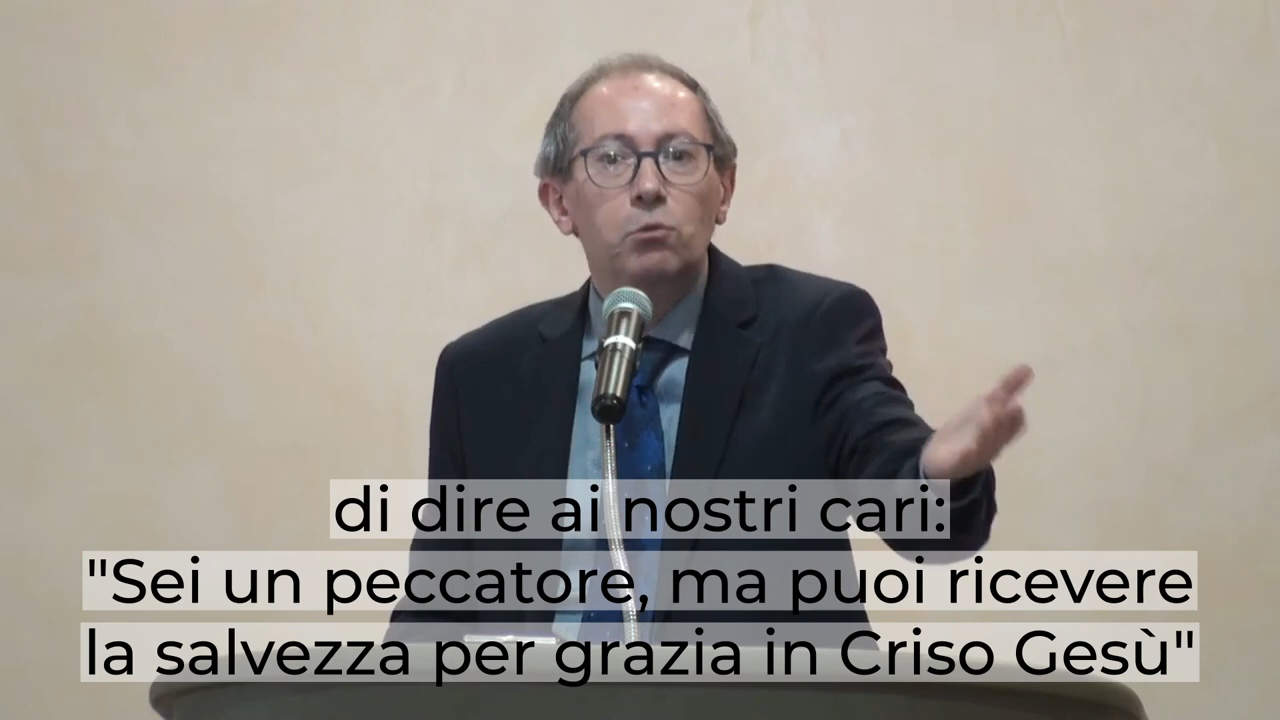 di dire ai nostri cari:
"Sei un peccatore, ma puoi ricevere
la salvezza per grazia in Criso Gesù"